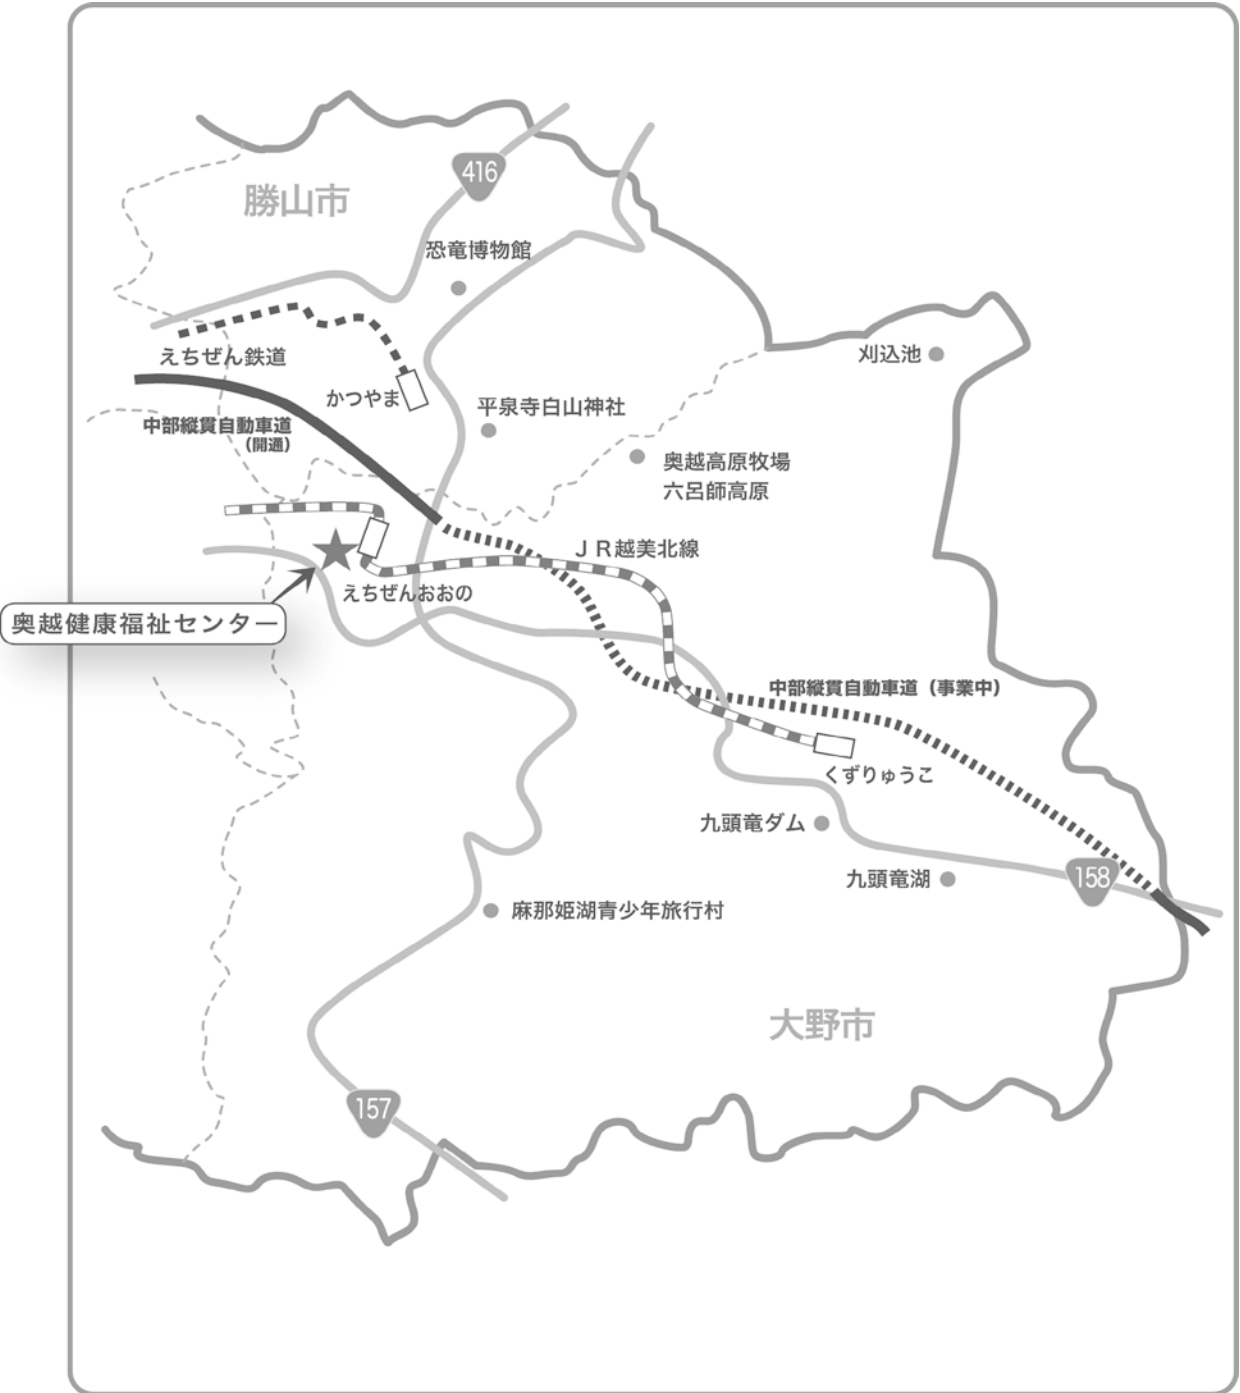 416
勝山市
恐竜博物館
えちぜん鉄道
刈込池
かつやま
平泉寺白山神社
中部縦貫自動車道
(開通)
奥越高原牧場
六呂師高原
JR越美北線
えちぜんおおの
奥越健康福祉センター
中部縦貫自動車道(事業中)
くずりゅうこ
九頭竜ダム
九頭竜湖
158
麻那姫湖青少年旅行村
大野市
157